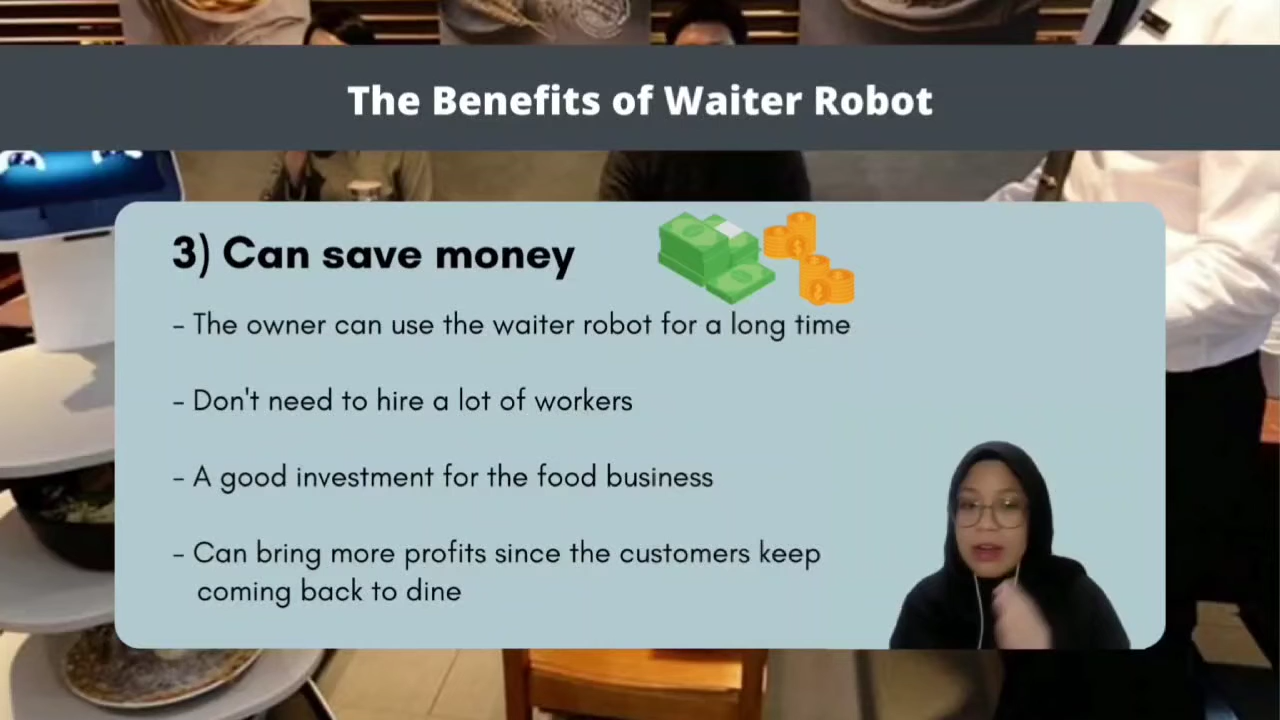 The Benefits of Waiter Robot
3) Can save money
- The owner can use the waiter robot for a long time
- Don't need to hire a lot of workers
- A good investment for the food business
- Can bring more profits since the customers keep
coming back to dine